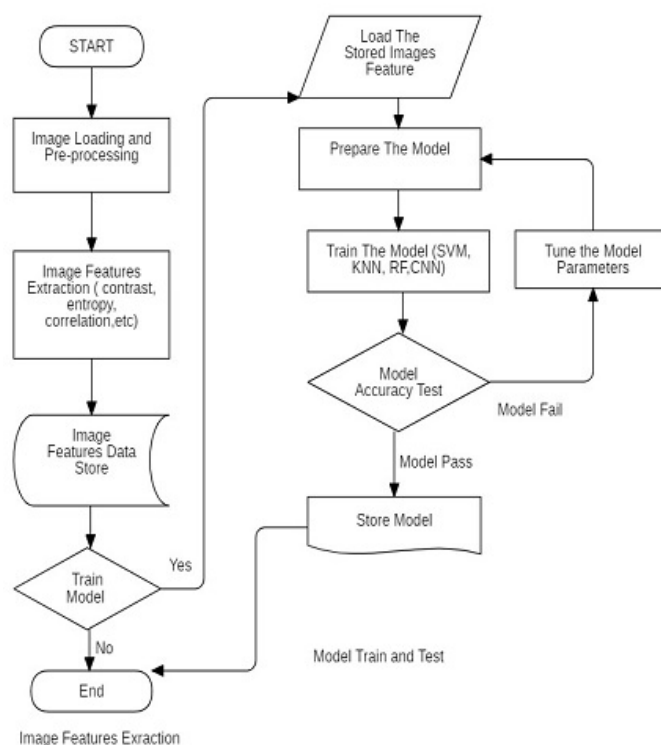 START
Image Loading and
Pre-processing
Image Features
Extraction ( contrast,
entropy,
correlation,etc)
Image
Features Data
Store
Train
Model
Yes
No
End
Image Features Exraction
Load The
Stored Images
Feature
Prepare The Model
Train The Model (SVM,
KNN, RF,CNN)
Tune the Model
Parameters
Model
Accuracy Test
Model Fail
Model Pass
Store Model
Model Train and Test